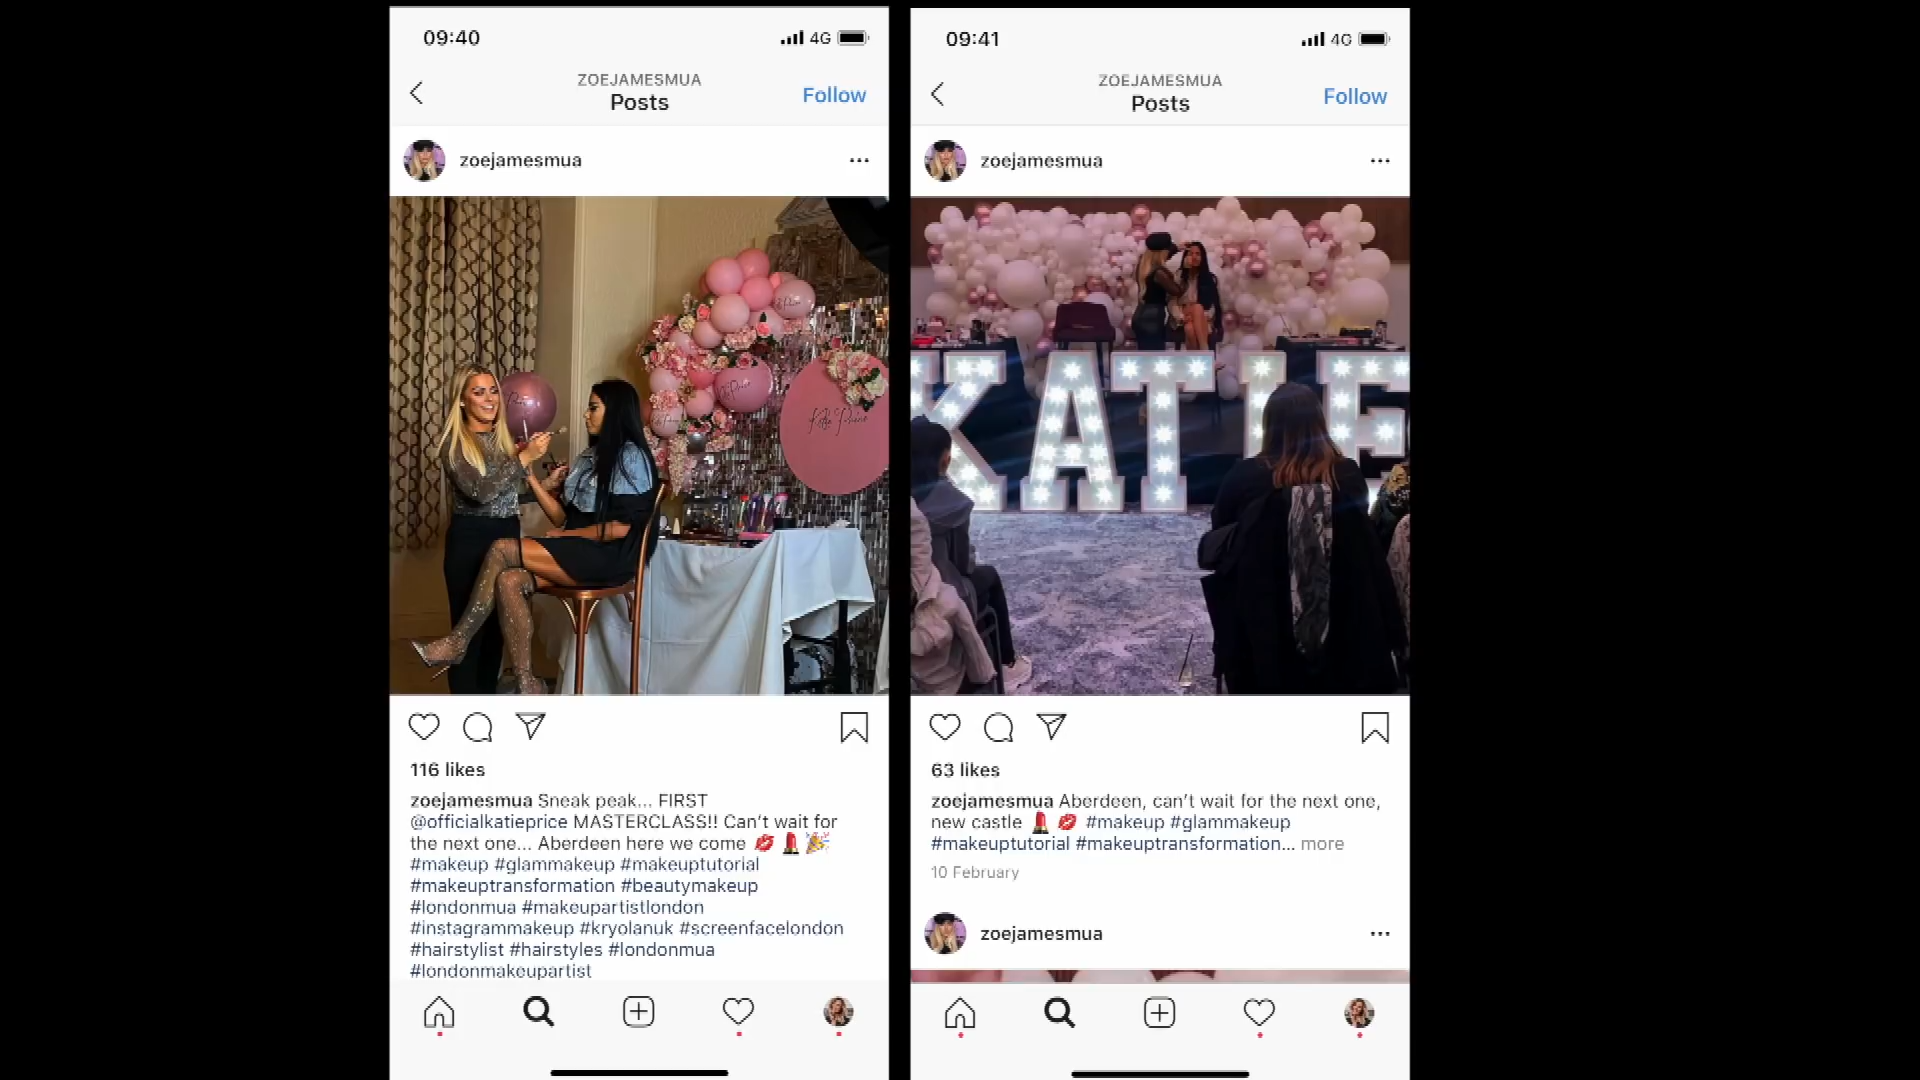 09:40
4G
ZOEJAMESMUA
Posts
Follow
zoejamesmua
Katie Price
116 likes
zoejamesmua Sneak peak... FIRST
@officialkatieprice MASTERCLASS!! Can't wait for
the next one... Aberdeen here we come 💋 💄 🎉
#makeup #glammakeup #makeuptutorial
#makeuptransformation #beautymakeup
#londonmua #makeupartistlondon
#instagrammakeup #kryolanuk #screenfacelondon
#hairstylist #hairstyles #londonmua
#londonmakeupartist
09:41
4G
ZOEJAMESMUA
Posts
Follow
zoejamesmua
KATIE
63 likes
zoejamesmua Aberdeen, can't wait for the next one,
new castle 💄 💋 #makeup #glammakeup
#makeuptutorial #makeuptransformation... more
10 February
zoejamesmua